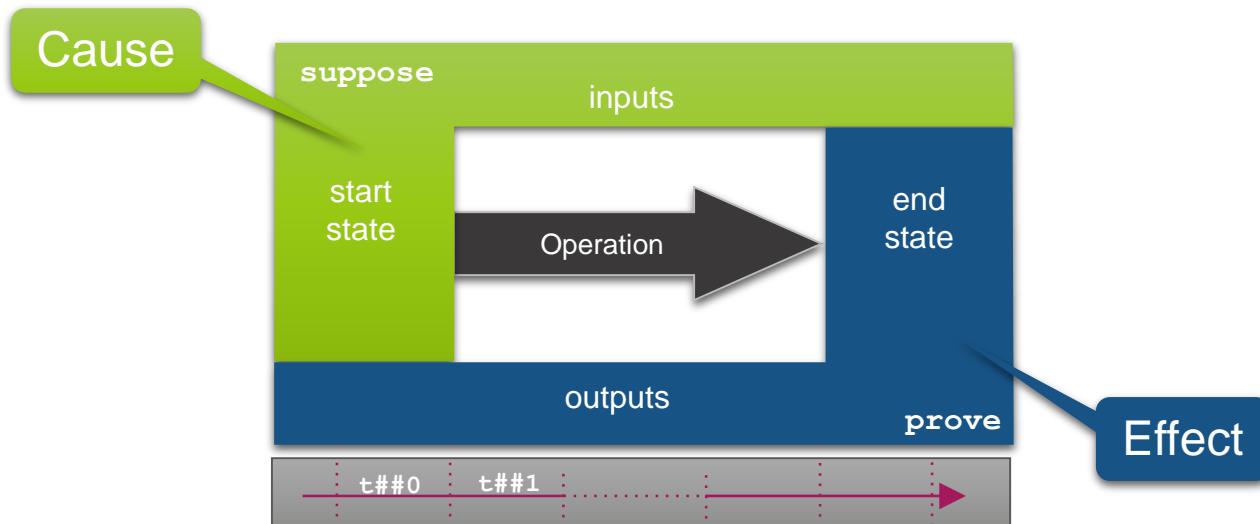 Cause
suppose
inputs
start
state
Operation
end
state
outputs
prove
Effect
t##0
t##1